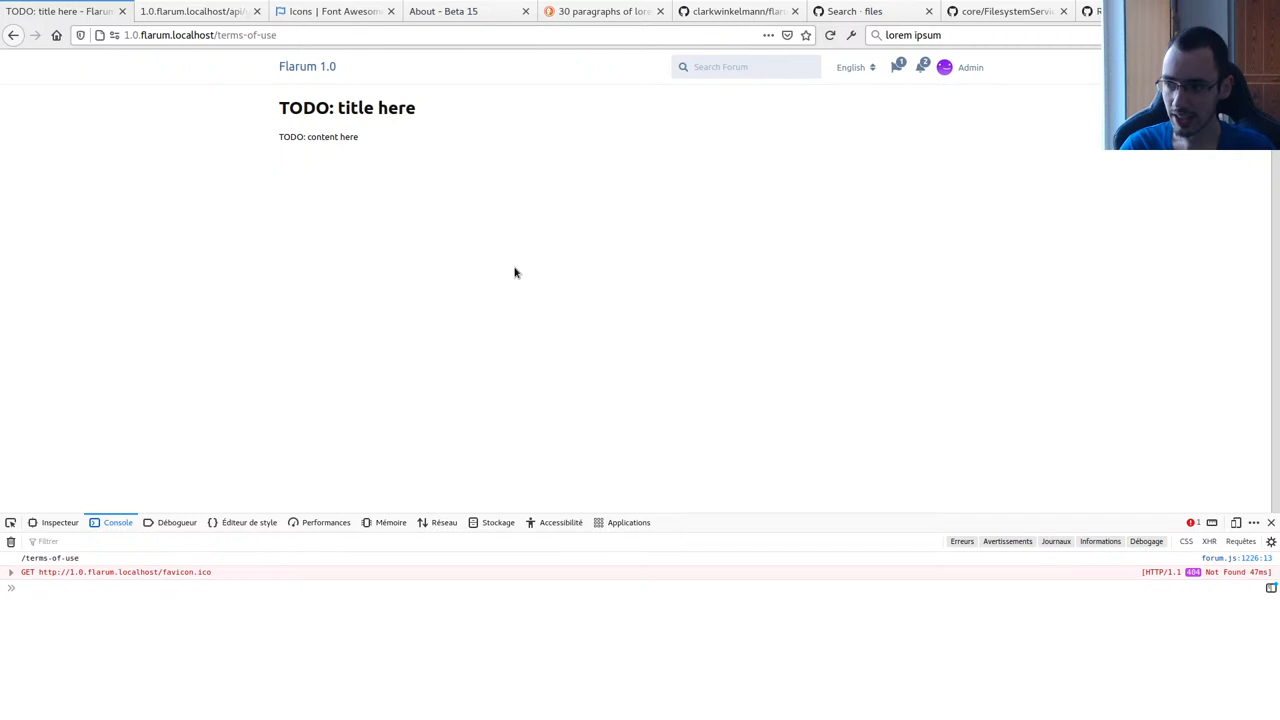 TODO: title here - Flarum
1.0.flarum.localhost/api/
Icons | Font Awesome
About - Beta 15
30 paragraphs of lore
clarkwinkelmann/flar
Search · files
core/FilesystemServi
1.0.flarum.localhost/terms-of-use
lorem ipsum
Flarum 1.0
Search Forum
English
1
2
Admin
TODO: title here
TODO: content here
Inspecteur
Console
Débogueur
Éditeur de style
Performances
Mémoire
Réseau
Stockage
Accessibilité
Applications
1
Filtrer
Erreurs
Avertissements
Journaux
Informations
Débogage
CSS
XHR
Requêtes
/terms-of-use
forum.js:1226:13
GET http://1.0.flarum.localhost/favicon.ico
[HTTP/1.1 404 Not Found 47ms]